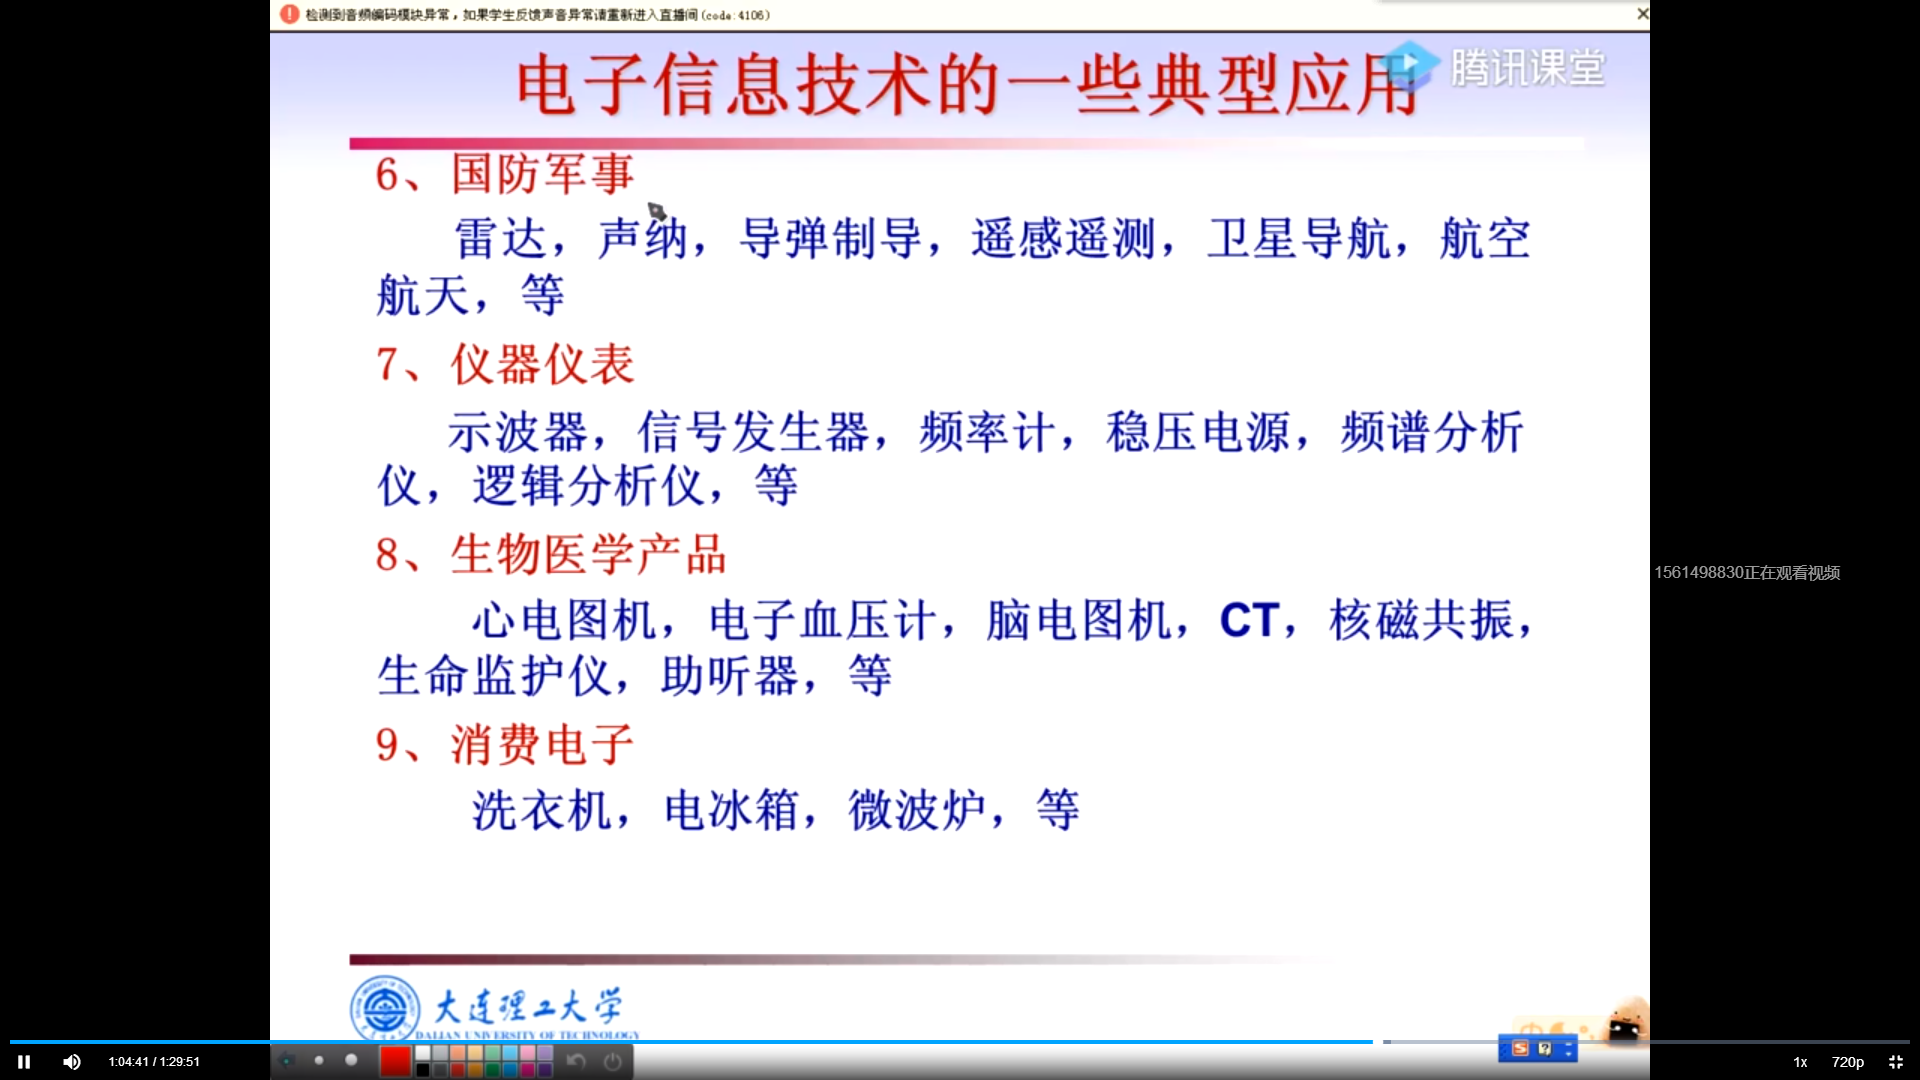 检测到音频编码模块异常，如果学生反馈声音异常请重新进入直播间(code:4106)
电子信息技术的一些典型应用
腾讯课堂
6、国防军事
雷达，声纳，导弹制导，遥感遥测，卫星导航，航空
航天，等
7、仪器仪表
示波器，信号发生器，频率计，稳压电源，频谱分析
仪，逻辑分析仪，等
8、生物医学产品
1561498830正在观看视频
心电图机，电子血压计，脑电图机，CT，核磁共振，
生命监护仪，助听器，等
9、消费电子
洗衣机，电冰箱，微波炉，等
大连理工大学
DALIAN UNIVERSITY OF TECHNOLOGY
1:04:41 / 1:29:51
1x
720p